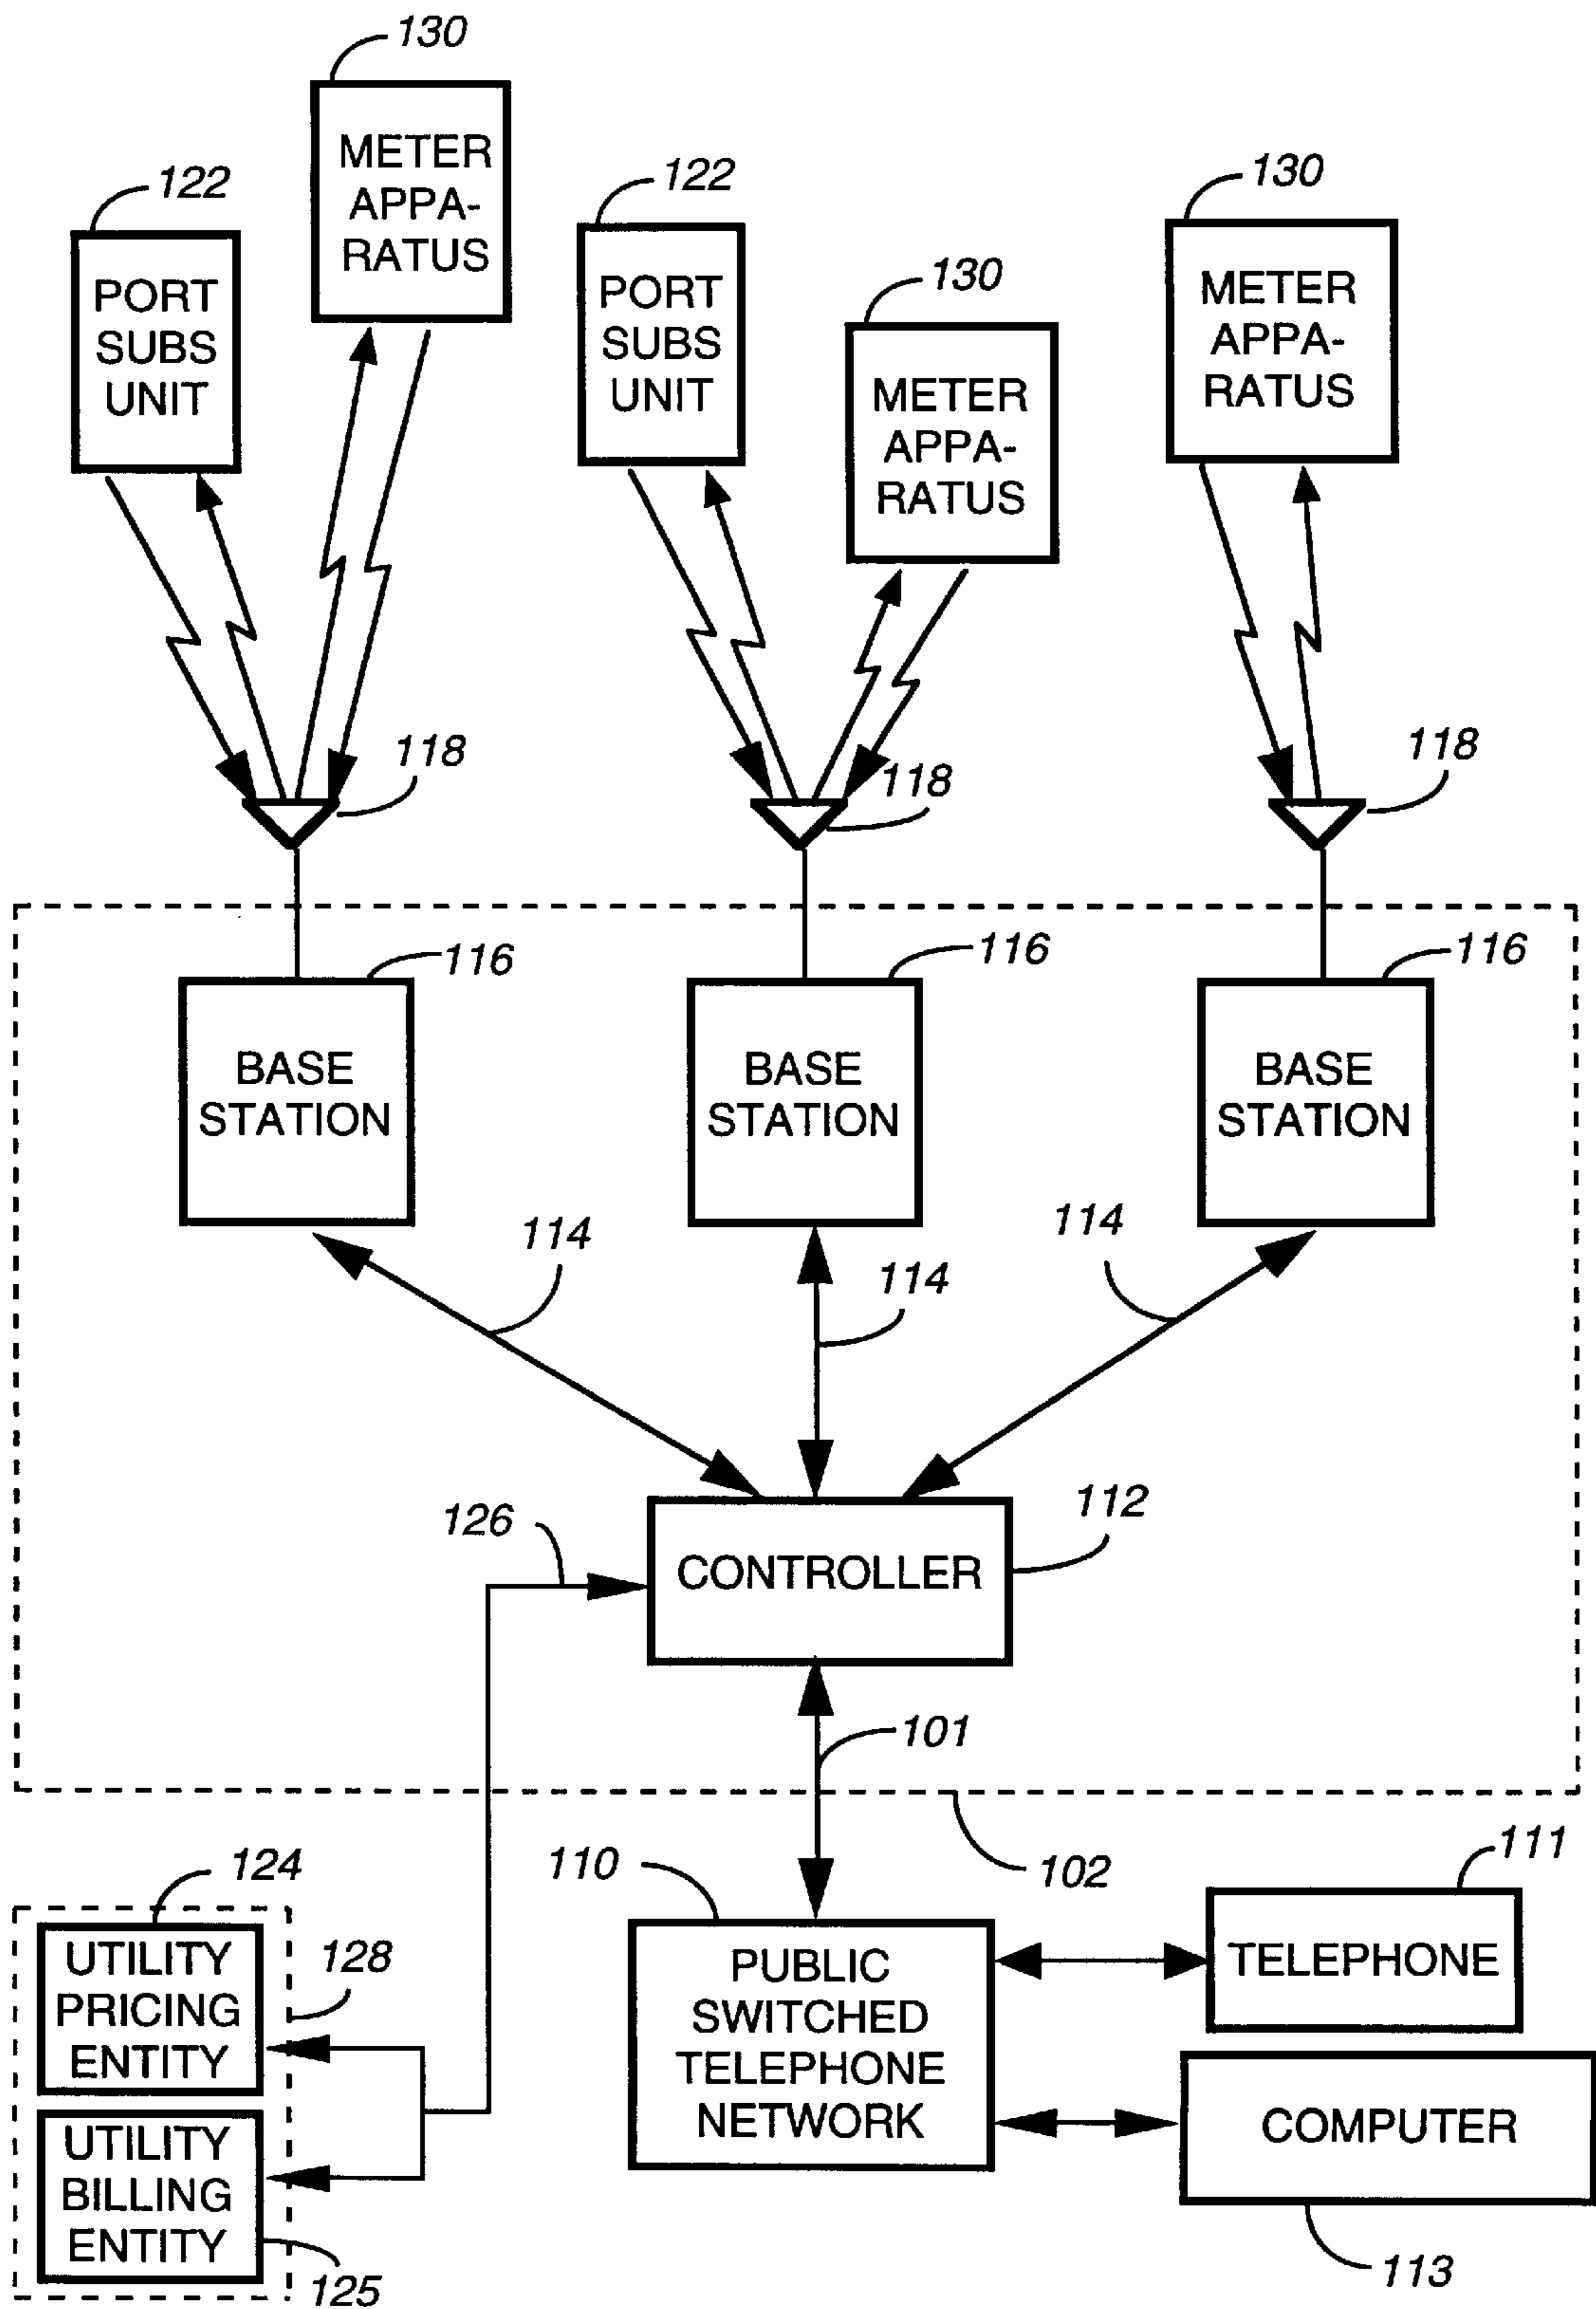 130
METER
APPA-
RATUS
122
PORT
SUBS
UNIT
122
PORT
SUBS
UNIT
130
METER
APPA-
RATUS
130
METER
APPA-
RATUS
118
118
118
116
BASE
STATION
116
BASE
STATION
116
BASE
STATION
114
114
114
126
CONTROLLER
112
101
102
124
UTILITY
PRICING
ENTITY
128
UTILITY
BILLING
ENTITY
125
110
PUBLIC
SWITCHED
TELEPHONE
NETWORK
111
TELEPHONE
COMPUTER
113